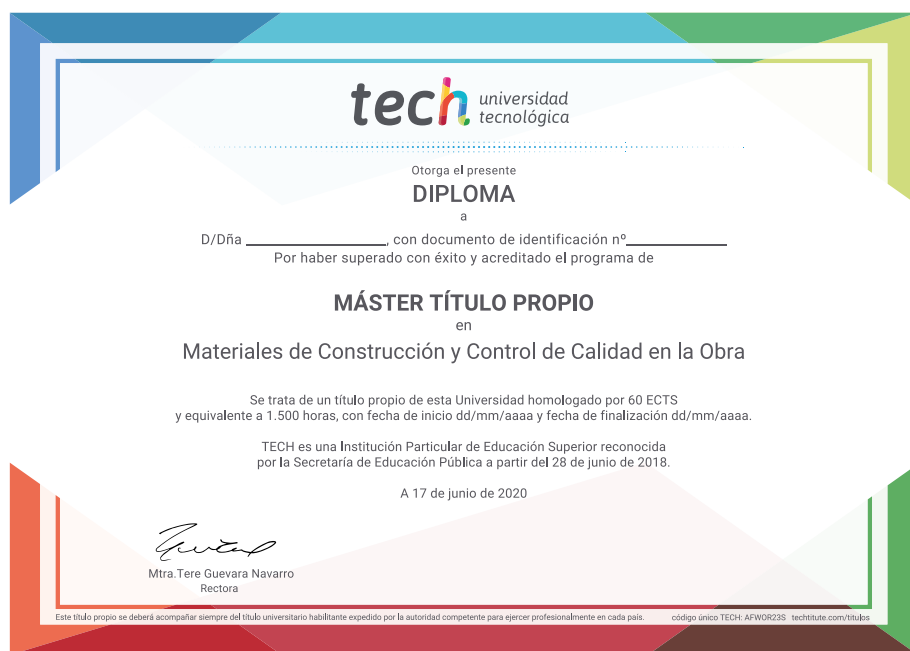 tech universidad
tecnológica
Otorga el presente
DIPLOMA
a
D/Dña ________________, con documento de identificación nº____________
Por haber superado con éxito y acreditado el programa de
MÁSTER TÍTULO PROPIO
en
Materiales de Construcción y Control de Calidad en la Obra
Se trata de un título propio de esta Universidad homologado por 60 ECTS
y equivalente a 1.500 horas, con fecha de inicio dd/mm/aaaa y fecha de finalización dd/mm/aaaa.
TECH es una Institución Particular de Educación Superior reconocida
por la Secretaría de Educación Pública a partir del 28 de junio de 2018.
A 17 de junio de 2020
Mtra.Tere Guevara Navarro
Rectora
Este título propio se deberá acompañar siempre del título universitario habilitante expedido por la autoridad competente para ejercer profesionalmente en cada país. código único TECH: AFWOR23S techtitute.com/titulos